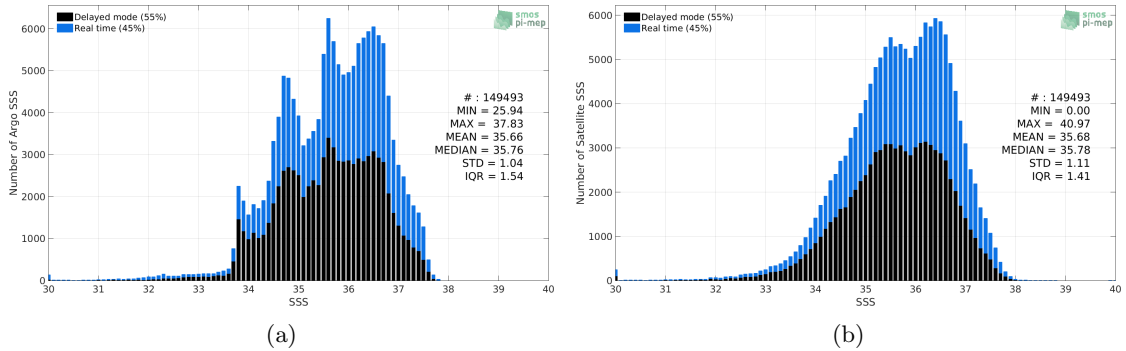 Delayed mode (55%)
Real time (45%)
smos
pi-mep
Number of Argo SSS
6000
5000
4000
3000
2000
1000
0
# : 149493
MIN = 25.94
MAX = 37.83
MEAN = 35.66
MEDIAN = 35.76
STD = 1.04
IQR = 1.54
30 31 32 33 34 35 36 37 38 39 40
SSS
(a)
Delayed mode (55%)
Real time (45%)
smos
pi-mep
Number of Satellite SSS
6000
5000
4000
3000
2000
1000
0
# : 149493
MIN = 0.00
MAX = 40.97
MEAN = 35.68
MEDIAN = 35.78
STD = 1.11
IQR = 1.41
30 31 32 33 34 35 36 37 38 39 40
SSS
(b)